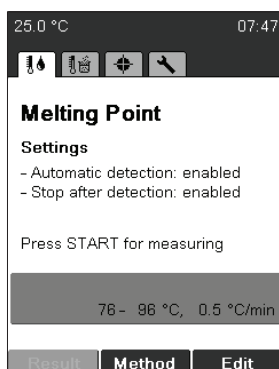 25.0 °C 07:47
Melting Point
Settings
- Automatic detection: enabled
- Stop after detection: enabled
Press START for measuring
76 - 96 °C, 0.5 °C/min
Result Method Edit